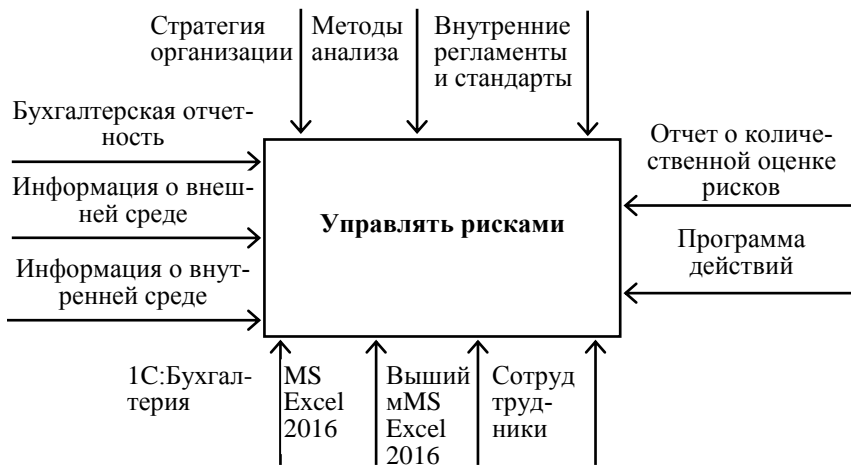 Стратегия
организации
Методы
анализа
Внутренние
регламенты
и стандарты
Бухгалтерская отчет-
ность
Информация о внеш-
ней среде
Информация о внут-
ренней среде
Управлять рисками
Отчет о количе-
ственной оценке
рисков
Программа
действий
1С:Бухгал-
терия
MS
Excel
2016
Выший
мMS
Excel
2016
Сотруд
труд-
ники